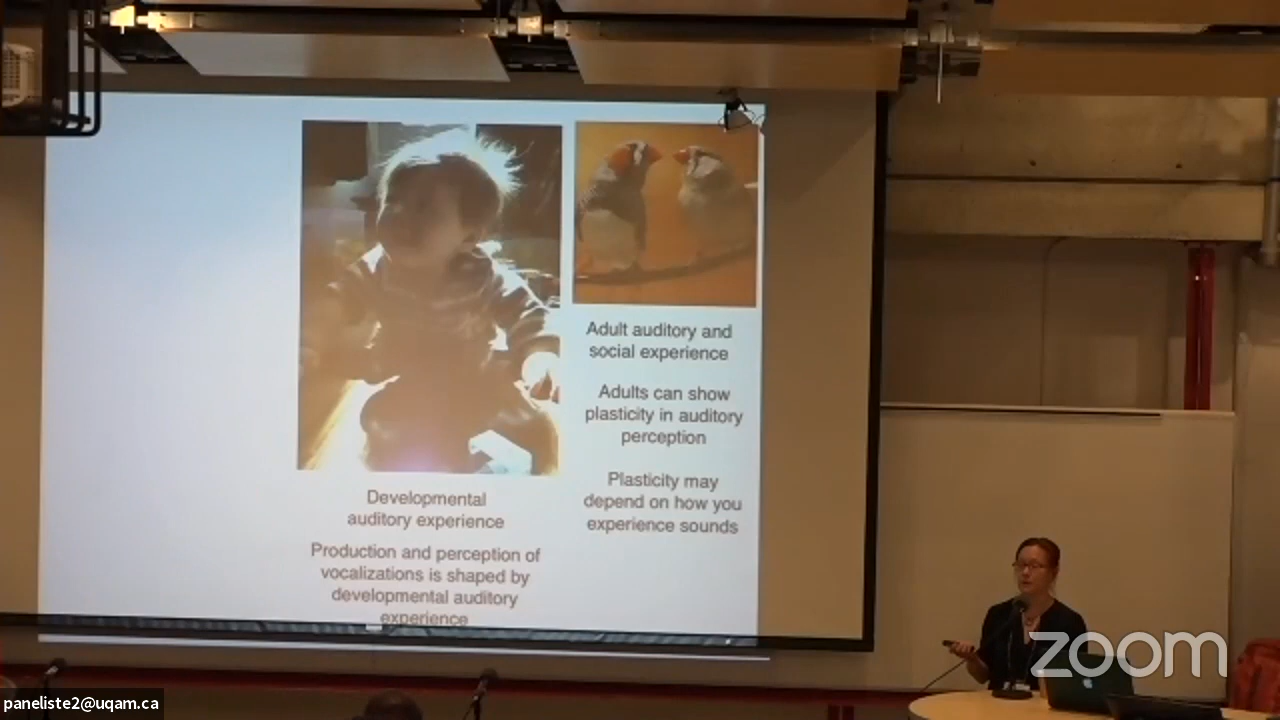 Adult auditory and
social experience
Adults can show
plasticity in auditory
perception
Plasticity may
depend on how you
experience sounds
Developmental
auditory experience
Production and perception of
vocalizations is shaped by
developmental auditory
experience
zoom
paneliste2@uqam.ca